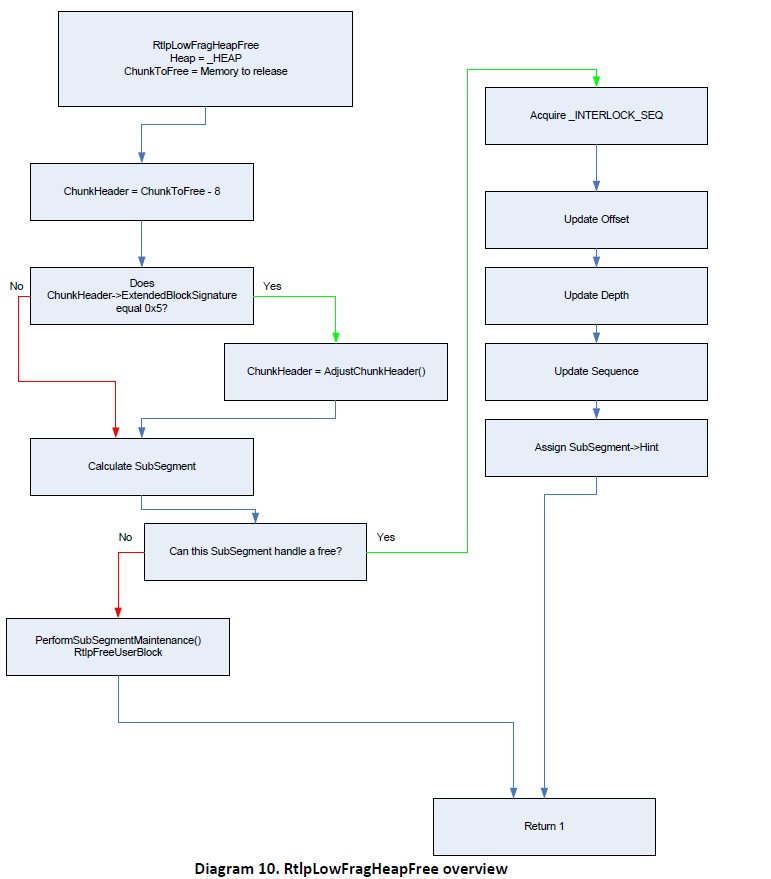 RtlpLowFragHeapFree
Heap = _HEAP
ChunkToFree = Memory to release
ChunkHeader = ChunkToFree - 8
Does
ChunkHeader->ExtendedBlockSignature
equal 0x5?
No
Yes
ChunkHeader = AdjustChunkHeader()
Calculate SubSegment
Can this SubSegment handle a free?
No
Yes
PerformSubSegmentMaintenance()
RtlpFreeUserBlock
Acquire _INTERLOCK_SEQ
Update Offset
Update Depth
Update Sequence
Assign SubSegment->Hint
Return 1
Diagram 10. RtlpLowFragHeapFree overview